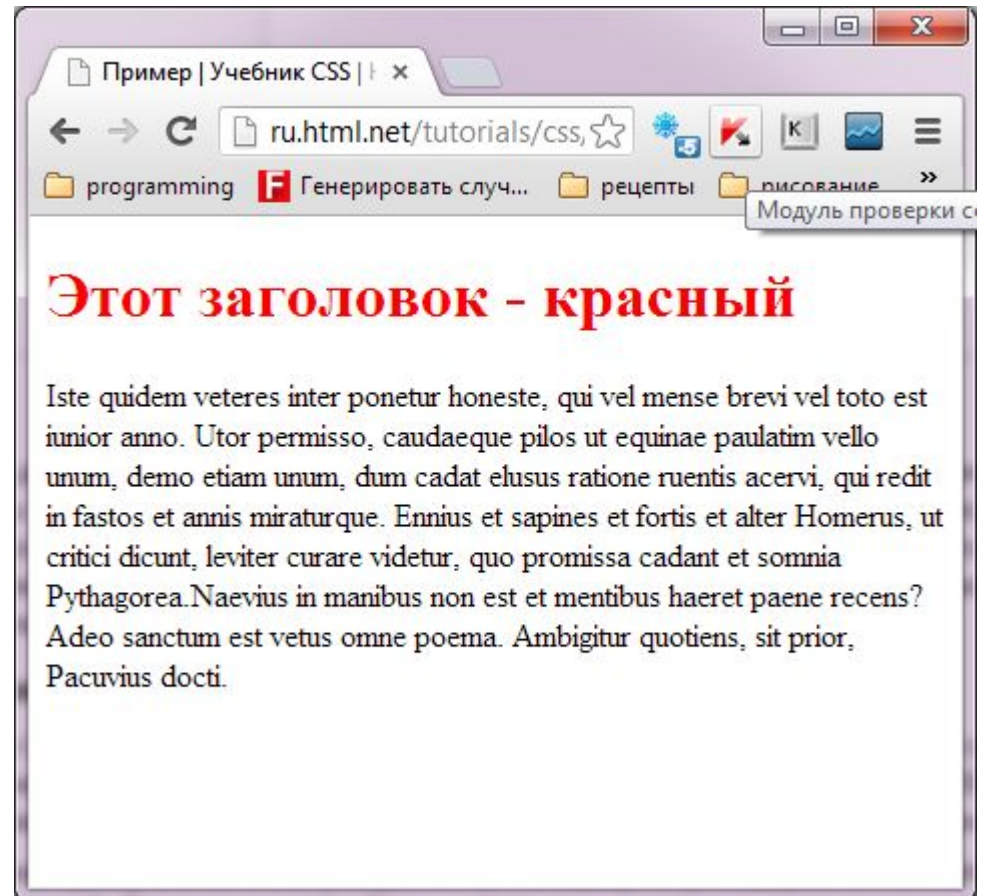 Пример | Учебник CSS |
ru.html.net/tutorials/css,
-5
K
programming F Генерировать случ... рецепты рисование »
Модуль проверки
Этот заголовок - красный
Iste quidem veteres inter ponetur honeste, qui vel mense brevi vel toto est
iunior anno. Utor permisso, caudaeque pilos ut equinae paulatim vello
unum, demo etiam unum, dum cadat elusus ratione ruentis acervi, qui redit
in fastos et annis miraturque. Ennius et sapines et fortis et alter Homerus, ut
critici dicunt, leviter curare videtur, quo promissa cadant et somnia
Pythagorea.Naevius in manibus non est et mentibus haeret paene recens?
Adeo sanctum est vetus omne poema. Ambigitur quotiens, sit prior,
Pacuvius docti.